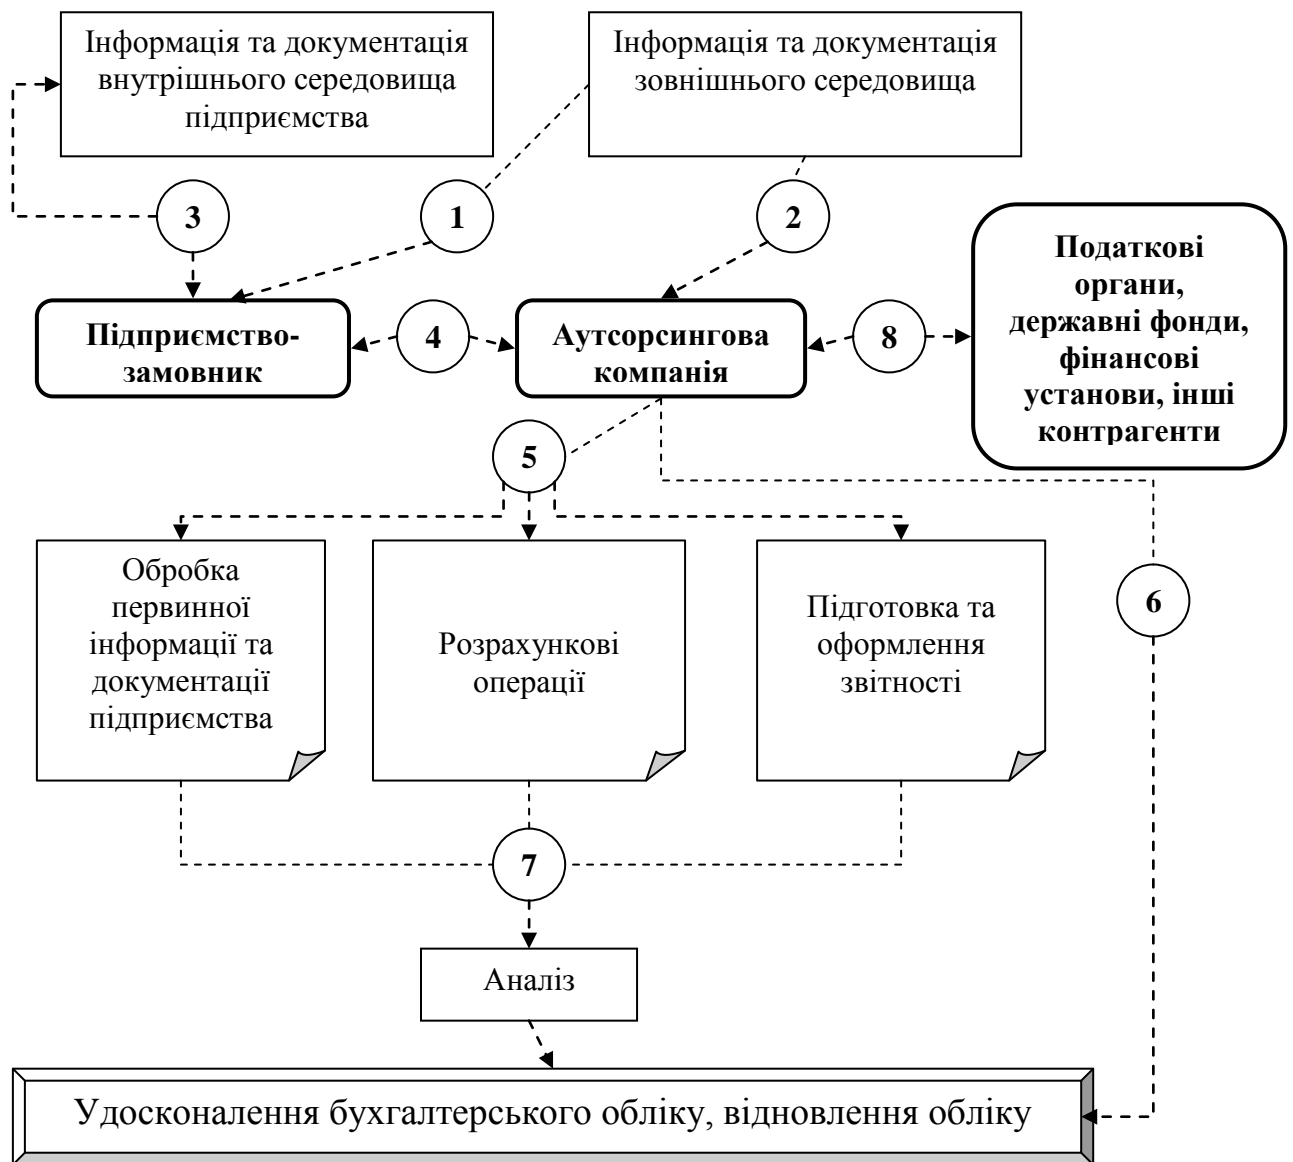 Інформація та документація
внутрішнього середовища
підприємства
Інформація та документація
зовнішнього середовища
3
1
2
Підприємство-
замовник
4
Аутсорсингова
компанія
8
Податкові
органи,
державні фонди,
фінансові
установи, інші
контрагенти
5
Обробка
первинної
інформації та
документації
підприємства
Розрахункові
операції
Підготовка та
оформлення
звітності
6
7
Аналіз
Удосконалення бухгалтерського обліку, відновлення обліку